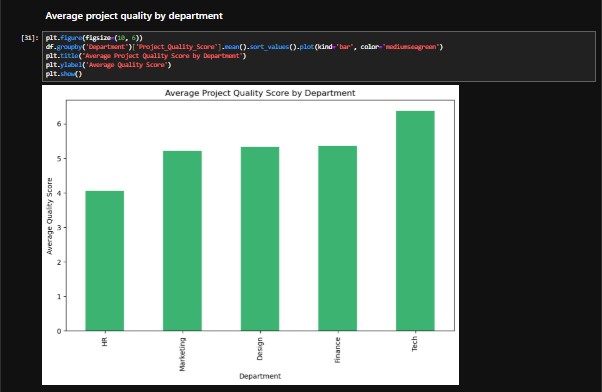 Average project quality by department
[31]: plt.figure(figsize=(10, 6))
df.groupby('Department')['Project_Quality_Score'].mean().sort_values().plot(kind='bar', color='mediumseagreen')
plt.title('Average Project Quality Score by Department')
plt.ylabel('Average Quality Score')
plt.show()
Average Project Quality Score by Department
Average Quality Score
6
5
4
3
2
1
0
HR
Marketing
Design
Finance
Tech
Department